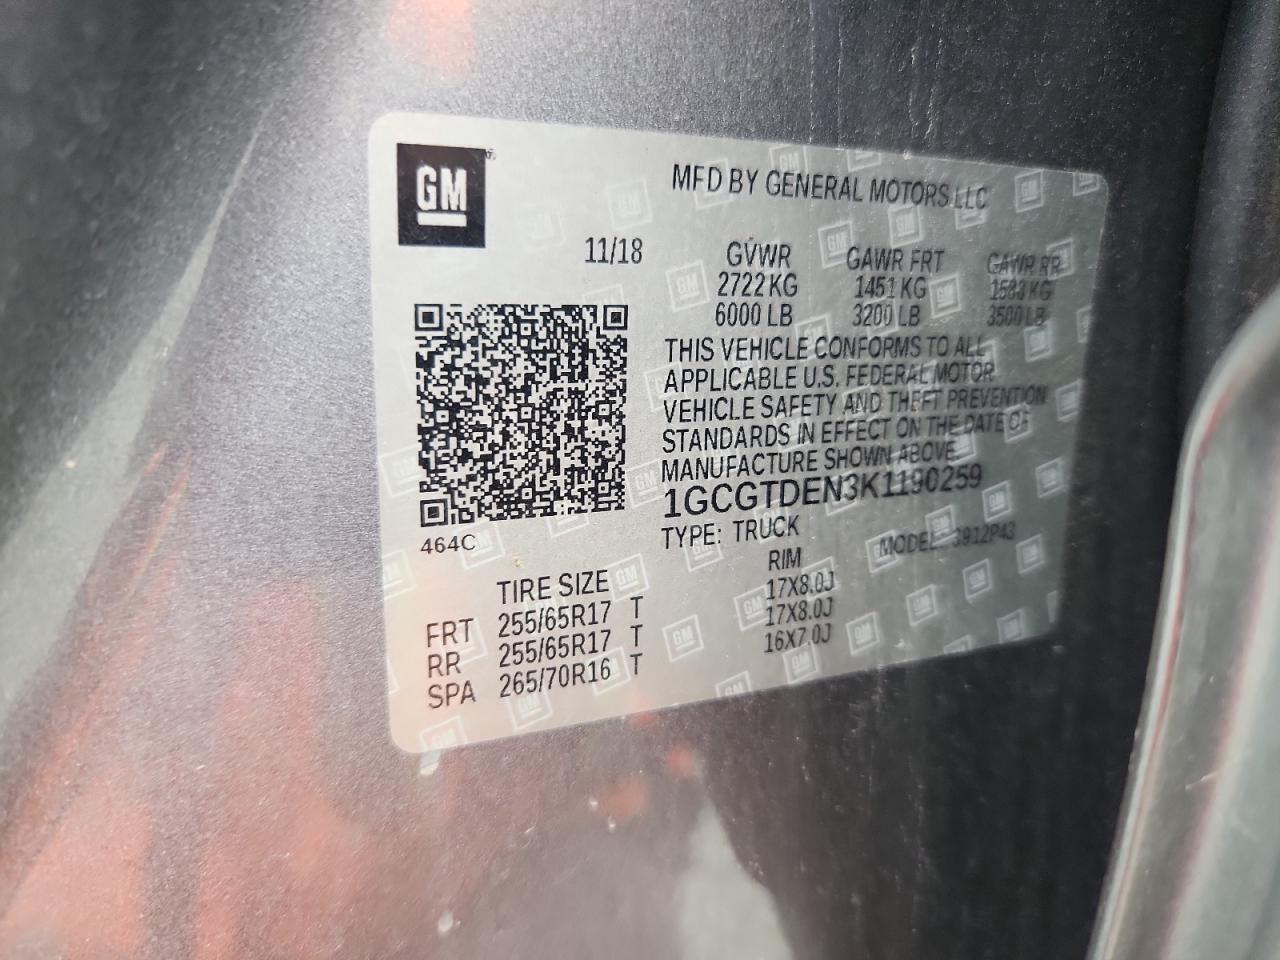 GM
MFD BY GENERAL MOTORS LLC
11/18
GVWR GAWR FRT GAWR RR
2722 KG 1451 KG 1588 KG
6000 LB 3200 LB 3500 LB
THIS VEHICLE CONFORMS TO ALL
APPLICABLE U.S. FEDERAL MOTOR
VEHICLE SAFETY AND THEFT PREVENTION
STANDARDS IN EFFECT ON THE DATE OF
MANUFACTURE SHOWN ABOVE.
1GCGTDEN3K1190259
TYPE: TRUCK MODEL: 3912P43
464C
TIRE SIZE RIM
FRT 255/65R17 T 17X8.0J
RR 255/65R17 T 17X8.0J
SPA 265/70R16 T 16X7.0J